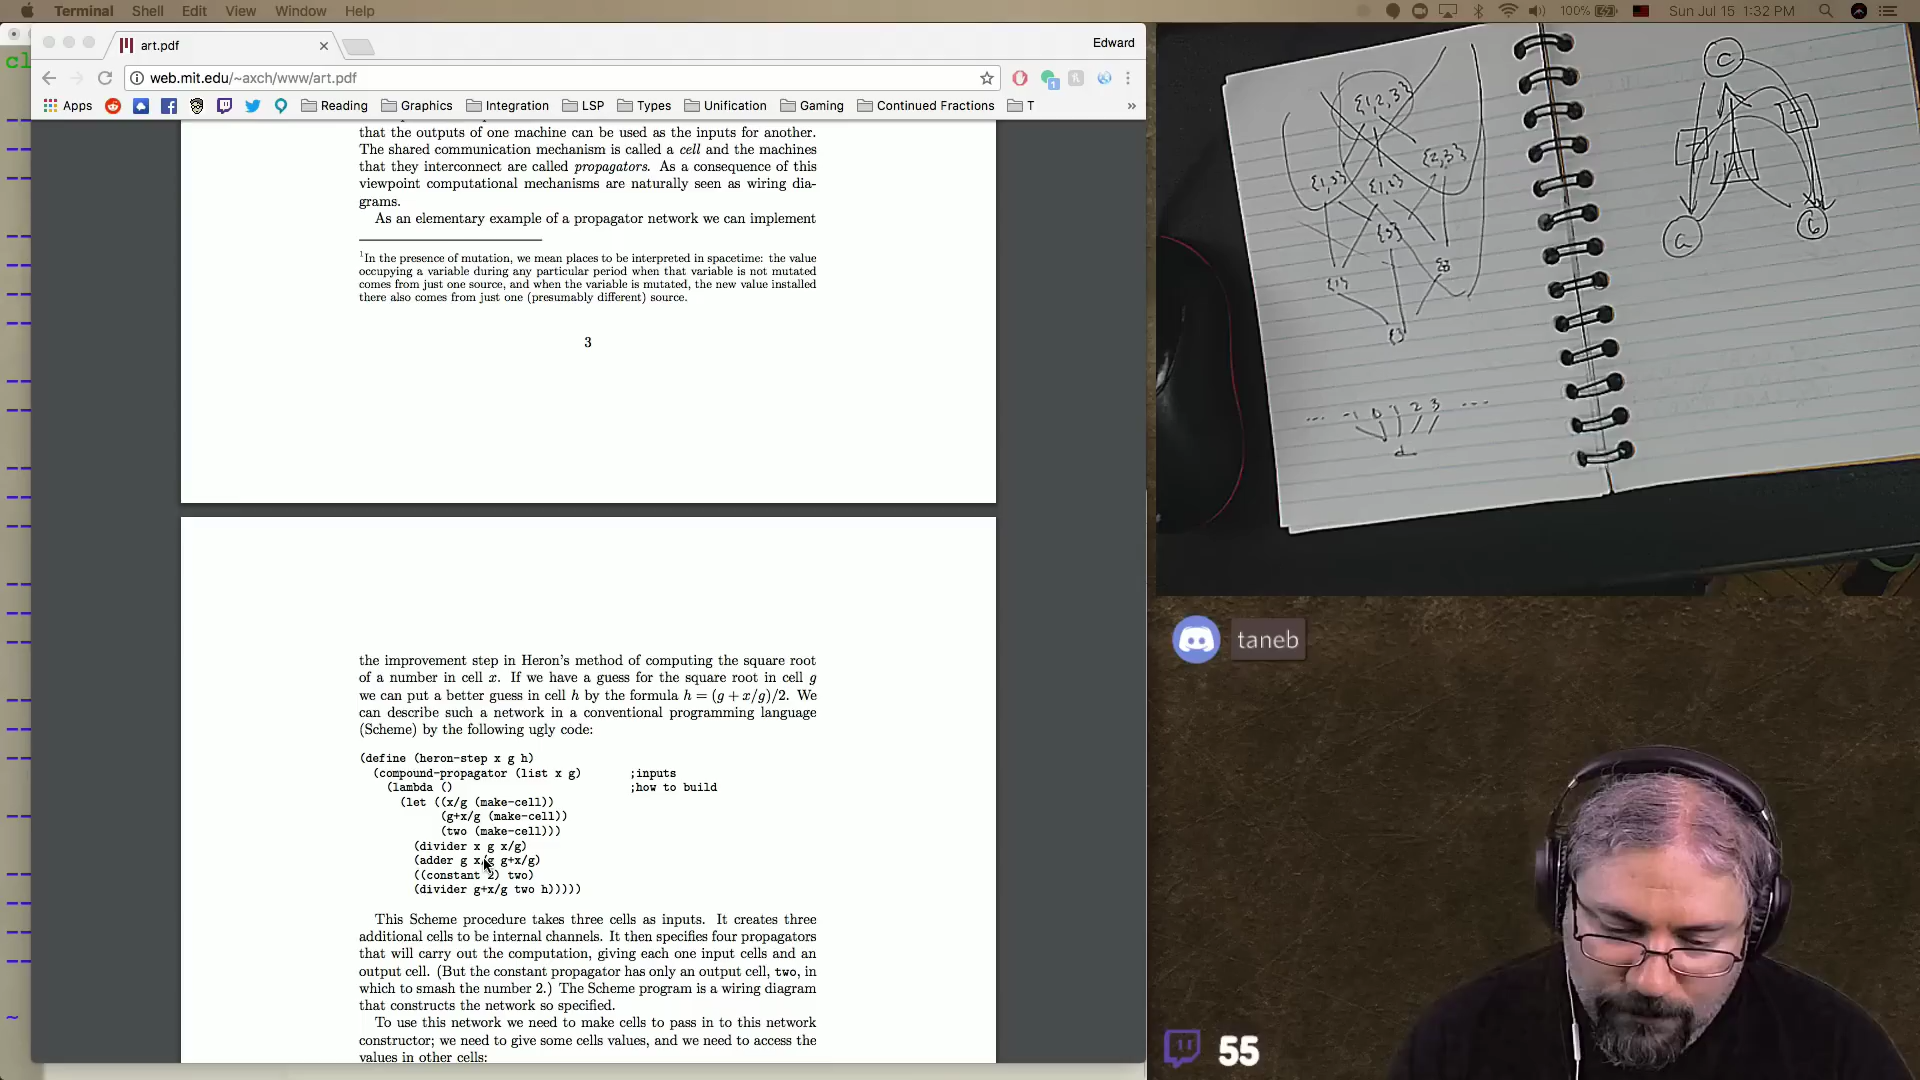 Terminal Shell Edit View Window Help
100% Sun Jul 15 1:32 PM
cl
art.pdf
Edward
web.mit.edu/~axch/www/art.pdf
Apps Reading Graphics Integration LSP Types Unification Gaming Continued Fractions T »
that the outputs of one machine can be used as the inputs for another.
The shared communication mechanism is called a cell and the machines
that they interconnect are called propagators. As a consequence of this
viewpoint computational mechanisms are naturally seen as wiring dia-
grams.
As an elementary example of a propagator network we can implement
1In the presence of mutation, we mean places to be interpreted in spacetime: the value
occupying a variable during any particular period when that variable is not mutated
comes from just one source, and when the variable is mutated, the new value installed
there also comes from just one (presumably different) source.
3
the improvement step in Heron's method of computing the square root
of a number in cell x. If we have a guess for the square root in cell g
we can put a better guess in cell h by the formula h = (g + x/g)/2. We
can describe such a network in a conventional programming language
(Scheme) by the following ugly code:
(define (heron-step x g h)
(compound-propagator (list x g) ;inputs
(lambda () ;how to build
(let ((x/g (make-cell))
(g+x/g (make-cell))
(two (make-cell)))
(divider x g x/g)
(adder g x/g g+x/g)
((constant 2) two)
(divider g+x/g two h)))))
This Scheme procedure takes three cells as inputs. It creates three
additional cells to be internal channels. It then specifies four propagators
that will carry out the computation, giving each one input cells and an
output cell. (But the constant propagator has only an output cell, two, in
which to smash the number 2.) The Scheme program is a wiring diagram
that constructs the network so specified.
To use this network we need to make cells to pass in to this network
constructor; we need to give some cells values, and we need to access the
values in other cells:
{1,2,3}
{1,3} {1,2} {2,3}
{3}
{1}
{}
... -1 0 1 2 3 ...
C
taneb
55